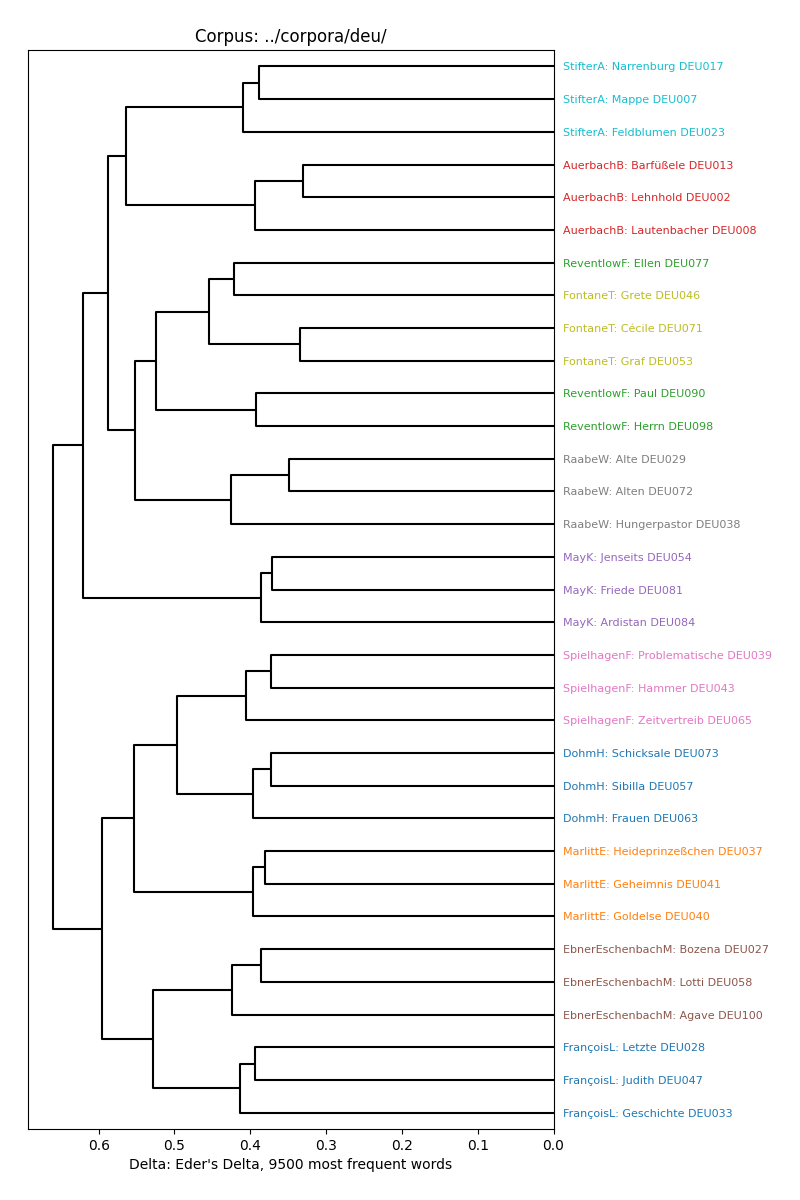 Corpus: ../corpora/deu/
StifterA: Narrenburg DEU017
StifterA: Mappe DEU007
StifterA: Feldblumen DEU023
AuerbachB: Barfüßele DEU013
AuerbachB: Lehnhold DEU002
AuerbachB: Lautenbacher DEU008
ReventlowF: Ellen DEU077
FontaneT: Grete DEU046
FontaneT: Cécile DEU071
FontaneT: Graf DEU053
ReventlowF: Paul DEU090
ReventlowF: Herrn DEU098
RaabeW: Alte DEU029
RaabeW: Alten DEU072
RaabeW: Hungerpastor DEU038
MayK: Jenseits DEU054
MayK: Friede DEU081
MayK: Ardistan DEU084
SpielhagenF: Problematische DEU039
SpielhagenF: Hammer DEU043
SpielhagenF: Zeitvertreib DEU065
DohmH: Schicksale DEU073
DohmH: Sibilla DEU057
DohmH: Frauen DEU063
MarlittE: Heideprinzeßchen DEU037
MarlittE: Geheimnis DEU041
MarlittE: Goldelse DEU040
EbnerEschenbachM: Bozena DEU027
EbnerEschenbachM: Lotti DEU058
EbnerEschenbachM: Agave DEU100
FrançoisL: Letzte DEU028
FrançoisL: Judith DEU047
FrançoisL: Geschichte DEU033
0.6 0.5 0.4 0.3 0.2 0.1 0.0
Delta: Eder's Delta, 9500 most frequent words